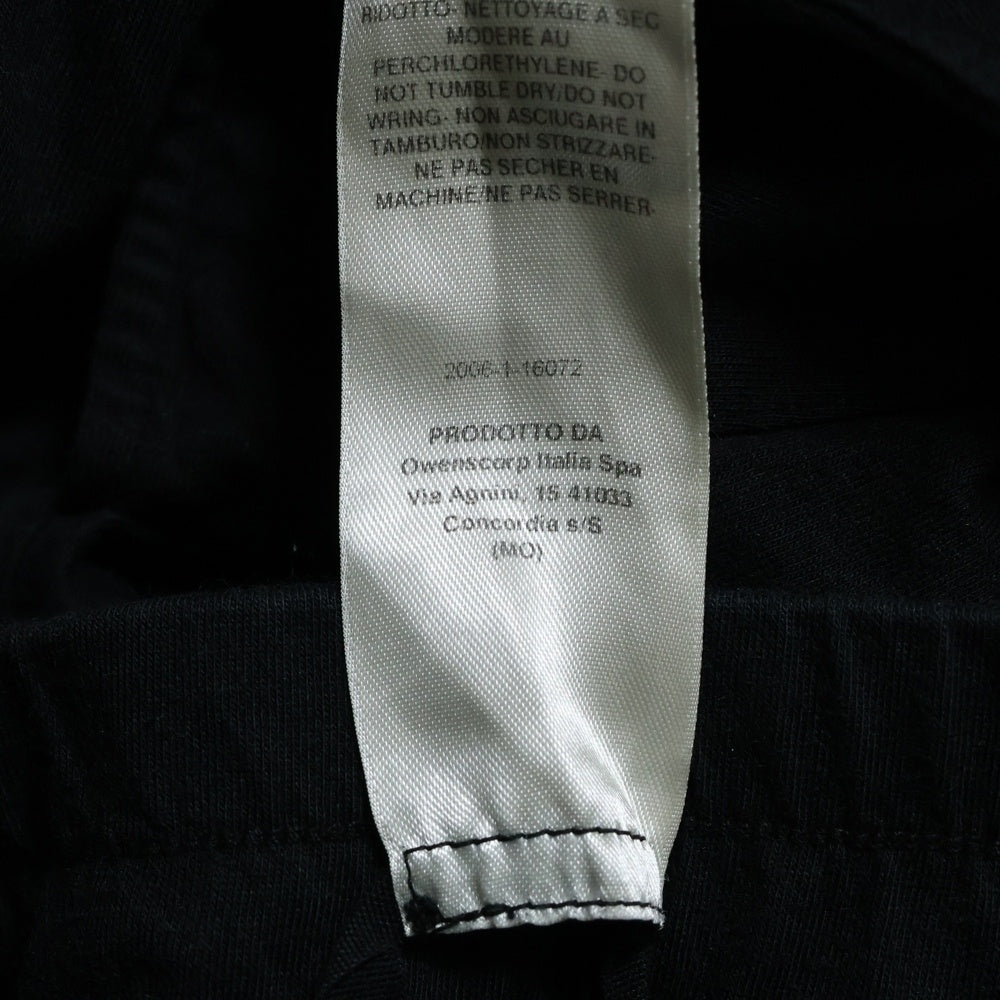 RIDOTTO- NETTOYAGE A SEC
MODERE AU
PERCHLORETHYLENE- DO
NOT TUMBLE DRY/DO NOT
WRING- NON ASCIUGARE IN
TAMBURO/NON STRIZZARE-
NE PAS SECHER EN
MACHINE/NE PAS SERRER-
2006-1-16072
PRODOTTO DA
Owenscorp Italia Spa
Via Agnini, 15 41033
Concordia s/S
(MO)